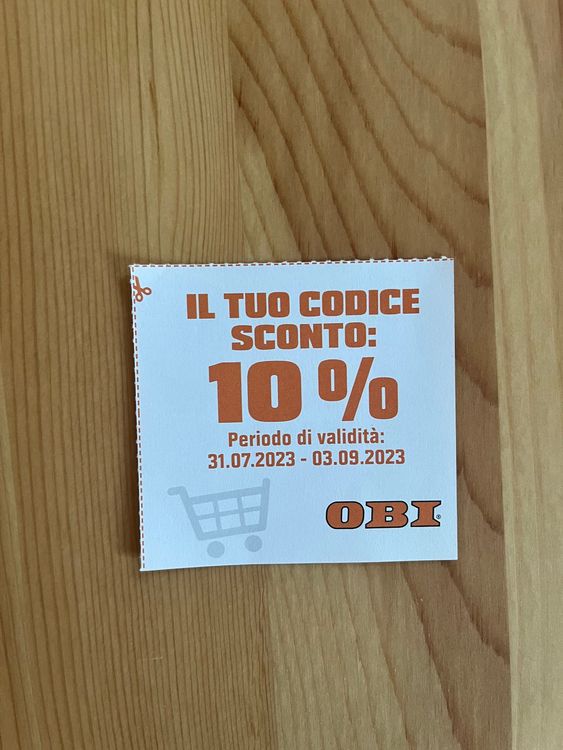 IL TUO CODICE
SCONTO:
10 %
Periodo di validità:
31.07.2023 - 03.09.2023
OBI®